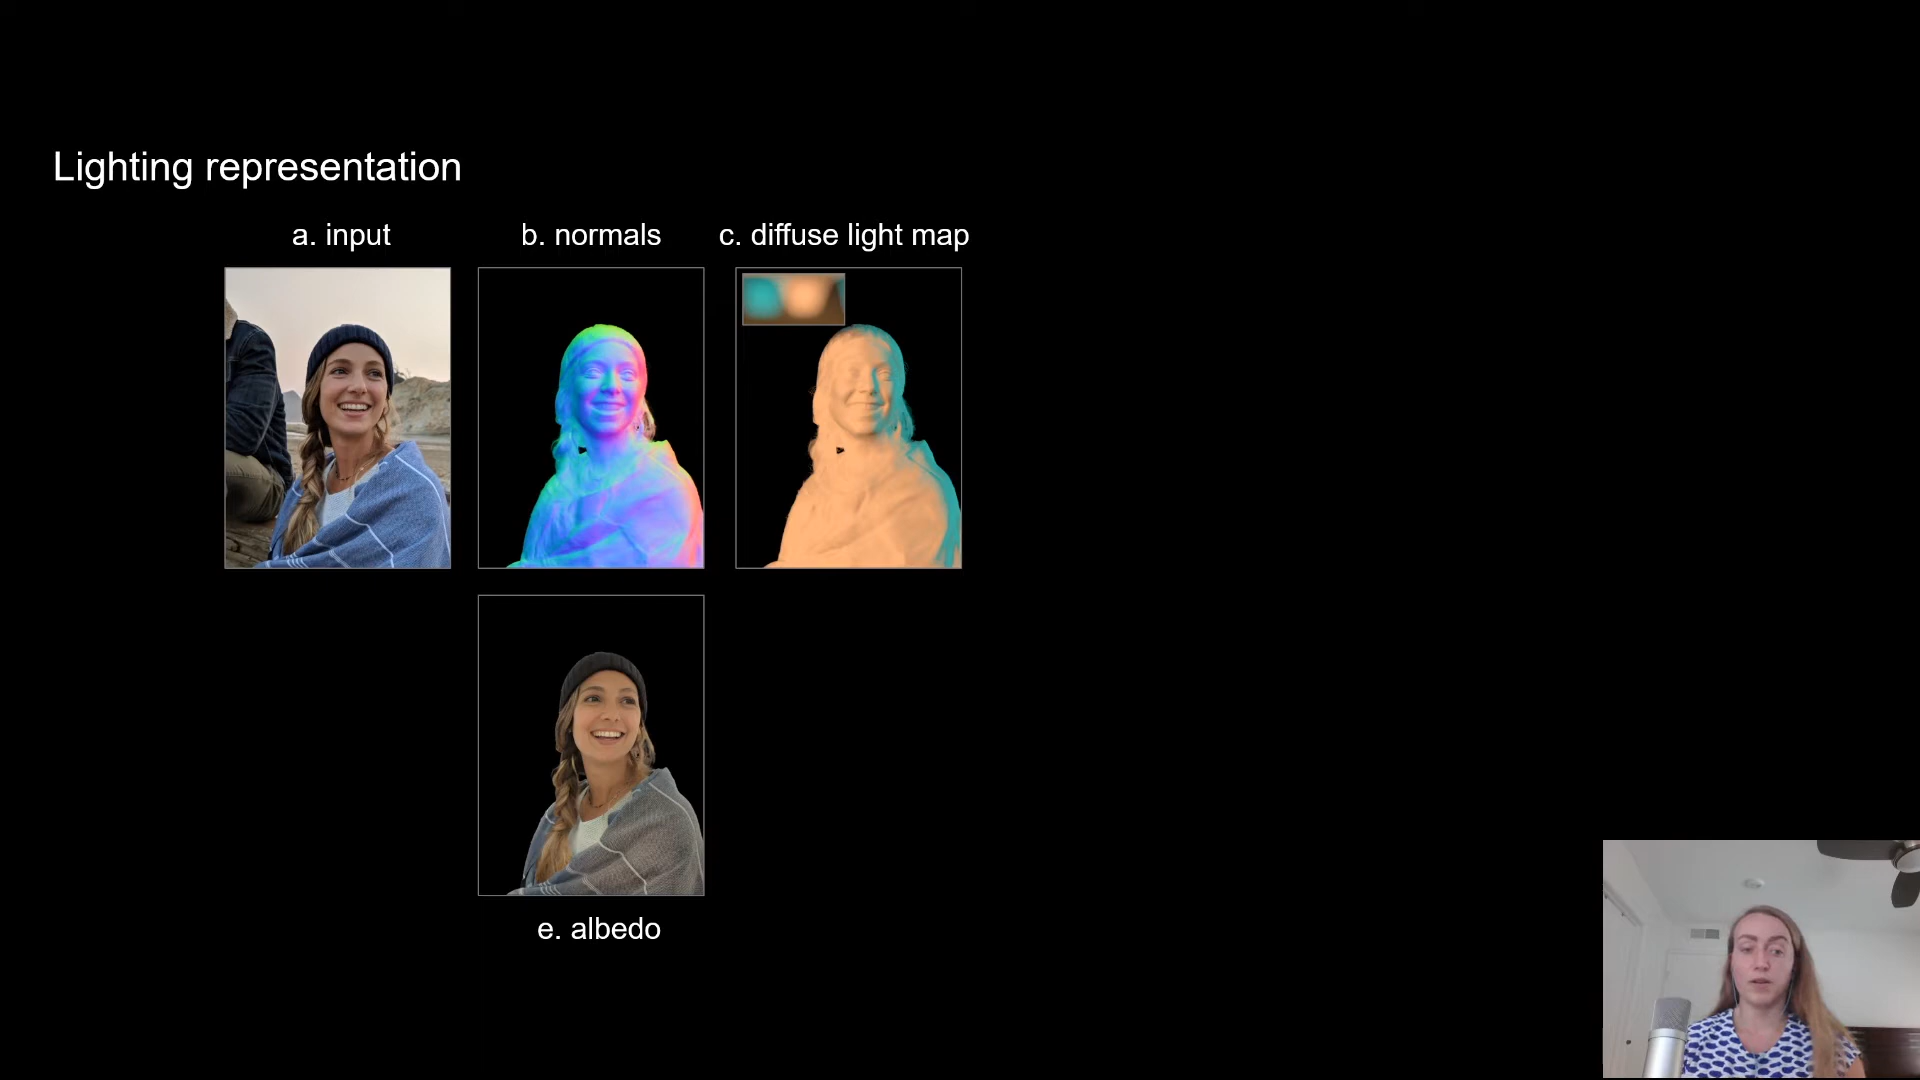 Lighting representation
a. input
b. normals
c. diffuse light map
e. albedo